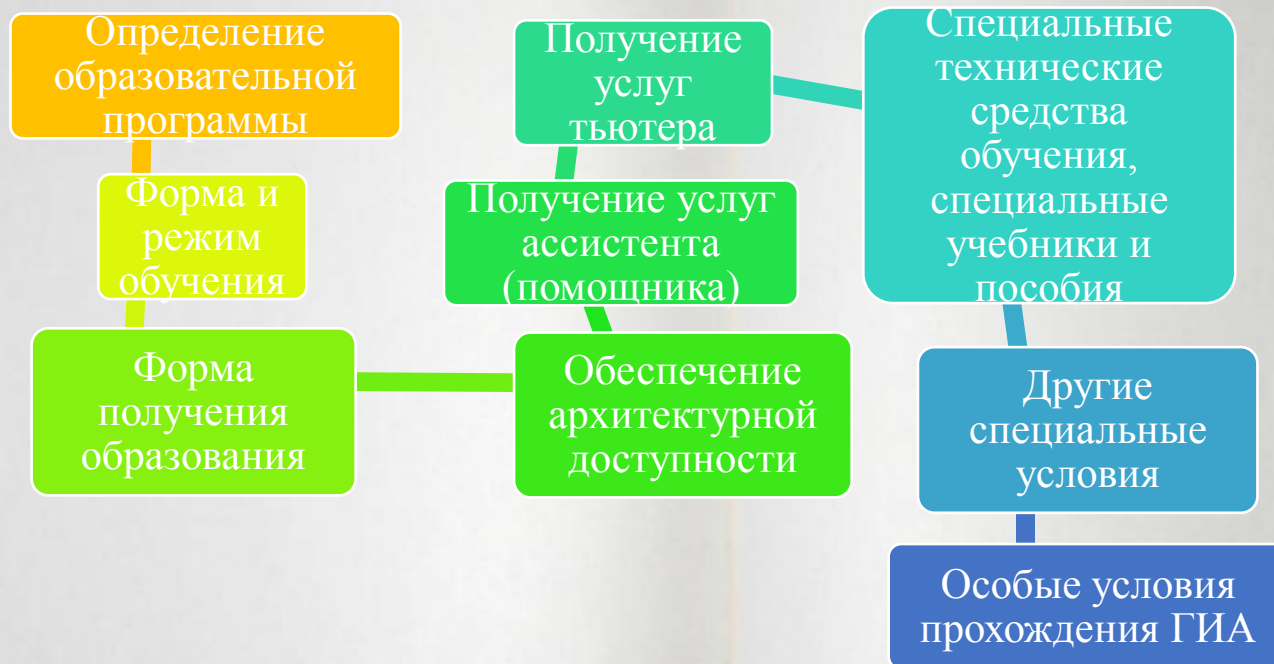 Определение
образовательной
программы
Форма и
режим
обучения
Форма
получения
образования
Обеспечение
архитектурной
доступности
Получение услуг
ассистента
(помощника)
Получение
услуг
тьютера
Специальные
технические
средства
обучения,
специальные
учебники и
пособия
Другие
специальные
условия
Особые условия
прохождения ГИА